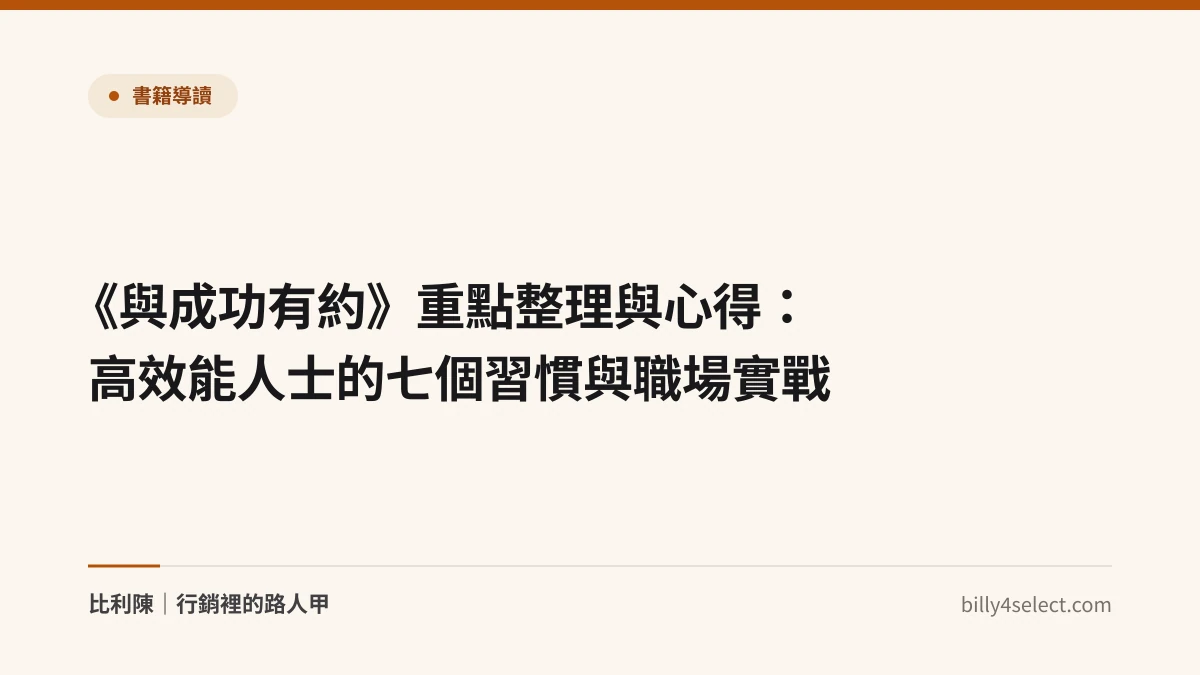 書籍導讀
《與成功有約》重點整理與心得：
高效能人士的七個習慣與職場實戰
比利陳｜行銷裡的路人甲
billy4select.com